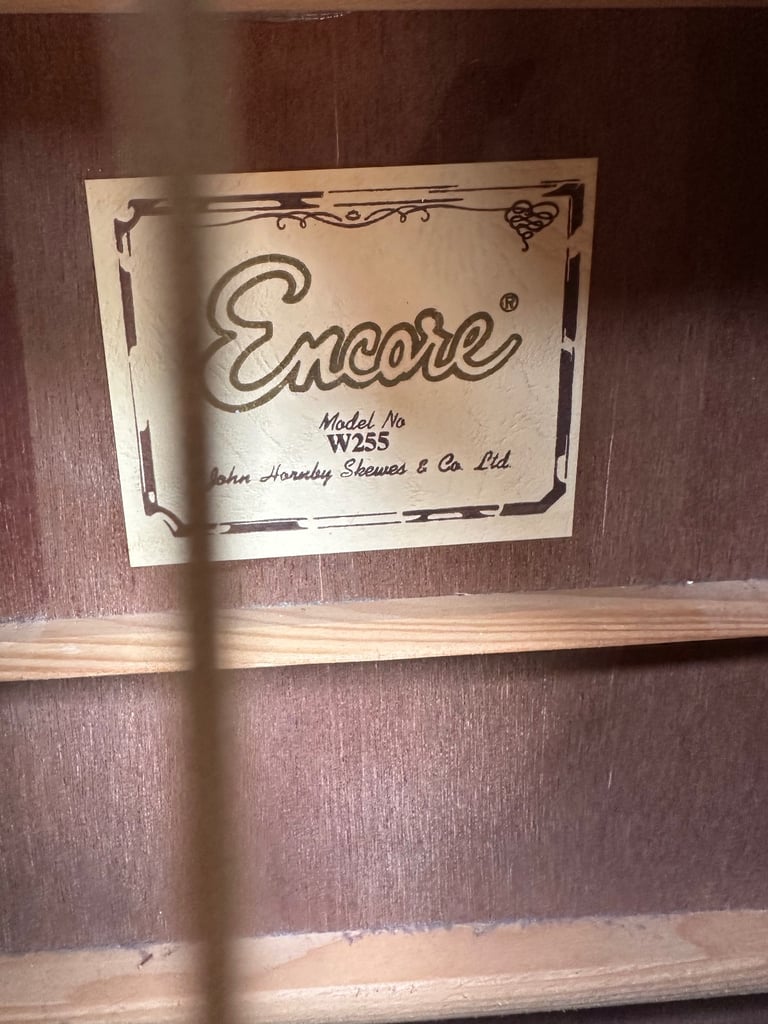 Encore®
Model No
W255
John Hornby Skewes & Co. Ltd.